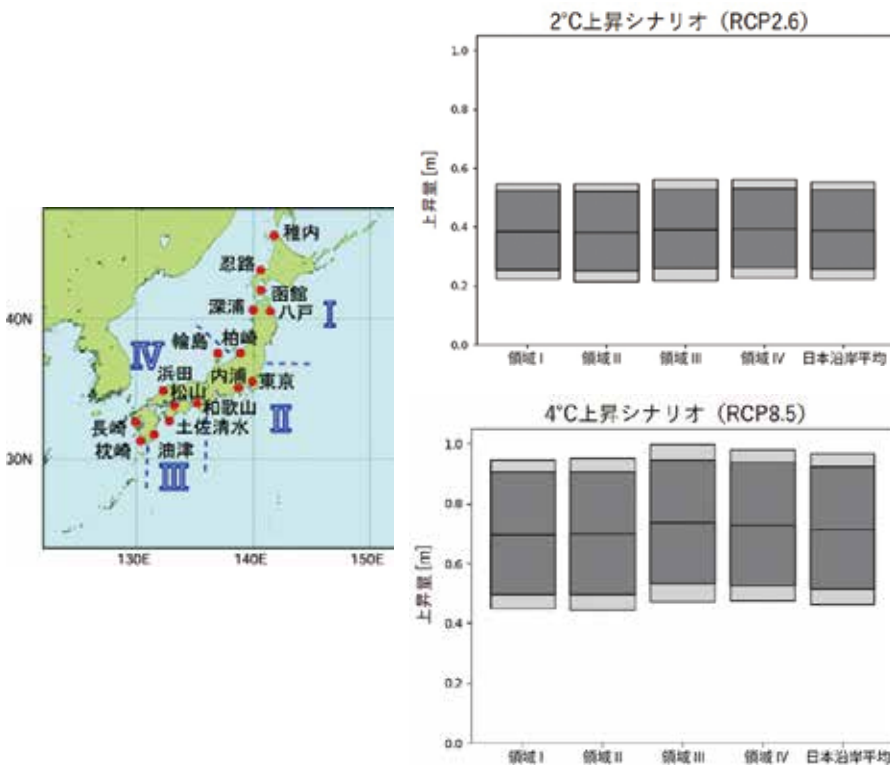 稚内
忍路
函館
深浦
八戸
I
40N
輪島
柏崎
IV
浜田
内浦
東京
松山
和歌山
II
長崎
土佐清水
枕崎
油津
30N
III
130E
140E
150E
2℃上昇シナリオ（RCP2.6）
上昇量 [m]
1.0
0.8
0.6
0.4
0.2
0.0
領域 I
領域 II
領域 III
領域 IV
日本沿岸平均
4℃上昇シナリオ（RCP8.5）
上昇量 [m]
1.0
0.8
0.6
0.4
0.2
0.0
領域 I
領域 II
領域 III
領域 IV
日本沿岸平均